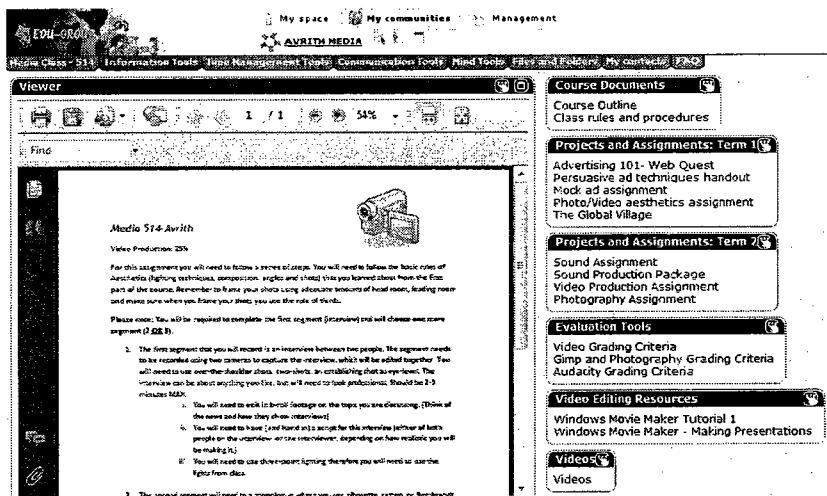 My space My communities Management
EDU-GROUP
AVRITH MEDIA
Media Class - 514 Information Tools Time Management Tools Communication Tools Mind Tools Files and Folders My contacts FAQ
Viewer
1 / 1 54%
Find
Media 514-Avrith
Video Production: 25%
For this assignment you will need to follow a series of steps. You will need to follow the basic rules of
Aesthetics (lighting techniques, composition, angles and shots) that you learned about from the first
part of the course. Remember to frame your shots using adequate amounts of head room, leading room
and make sure when you frame your shots you use the rule of thirds.
Please note: You will be required to complete the first segment (interview) and will choose one more
segment (2 OR 3).
1. The first segment that you will record is an interview between two people. The segment needs
to be recorded using two cameras to capture the interview, which will be edited together. You
will need to use over-the-shoulder shots, two-shots, an establishing shot at eye-level. The
interview can be about anything you like, but will need to look professional. Should be 2-3
minutes MAX.
i. You will need to edit in b-roll footage on the topic you are discussing. [Think of
the news and how they show interviews]
ii. You will need to have (and hand in) a script for this interview (either of both
people or the interviewer, depending on how realistic you will
be making it.)
iii. You will need to use three-point lighting therefore you will need to use the
lights from class.
2. The second segment will need to
Course Documents
Course Outline
Class rules and procedures
Projects and Assignments: Term 1
Advertising 101- Web Quest
Persuasive ad techniques handout
Mock ad assignment
Photo/Video aesthetics assignment
The Global Village
Projects and Assignments: Term 2
Sound Assignment
Sound Production Package
Video Production Assignment
Photography Assignment
Evaluation Tools
Video Grading Criteria
Gimp and Photography Grading Criteria
Audacity Grading Criteria
Video Editing Resources
Windows Movie Maker Tutorial 1
Windows Movie Maker - Making Presentations
Videos
Videos